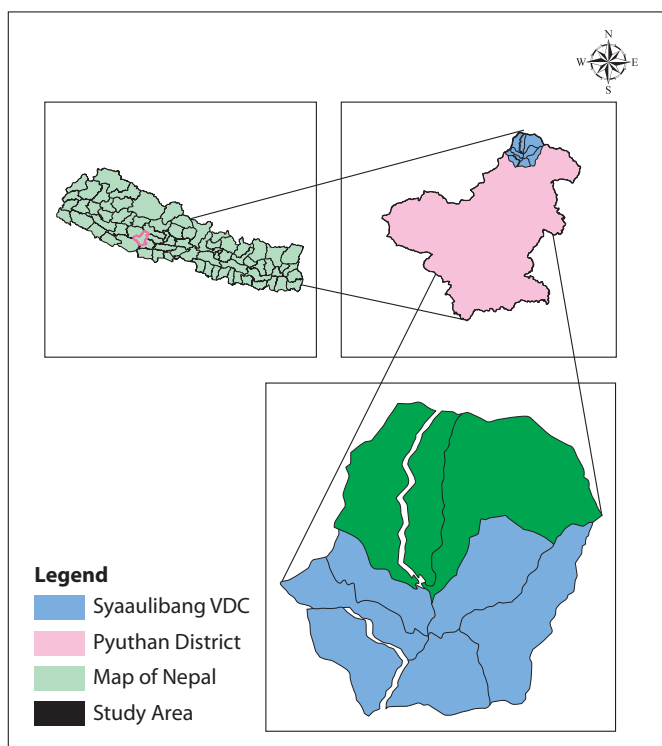 N
W E
S
Legend
Syaaulibang VDC
Pyuthan District
Map of Nepal
Study Area